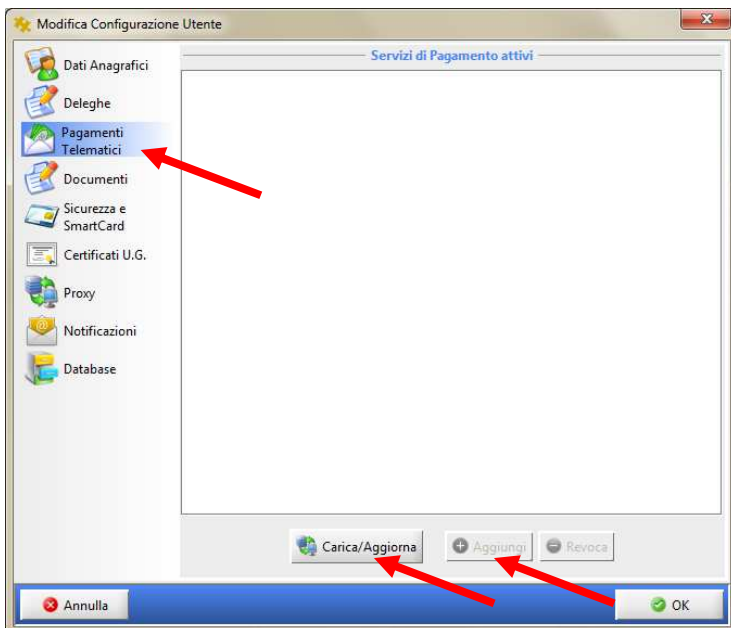 Modifica Configurazione Utente
Dati Anagrafici
Deleghe
Pagamenti
Telematici
Documenti
Sicurezza e
SmartCard
Certificati U.G.
Proxy
Notificazioni
Database
Servizi di Pagamento attivi
Carica/Aggiorna
Aggiungi
Revoca
Annulla
OK